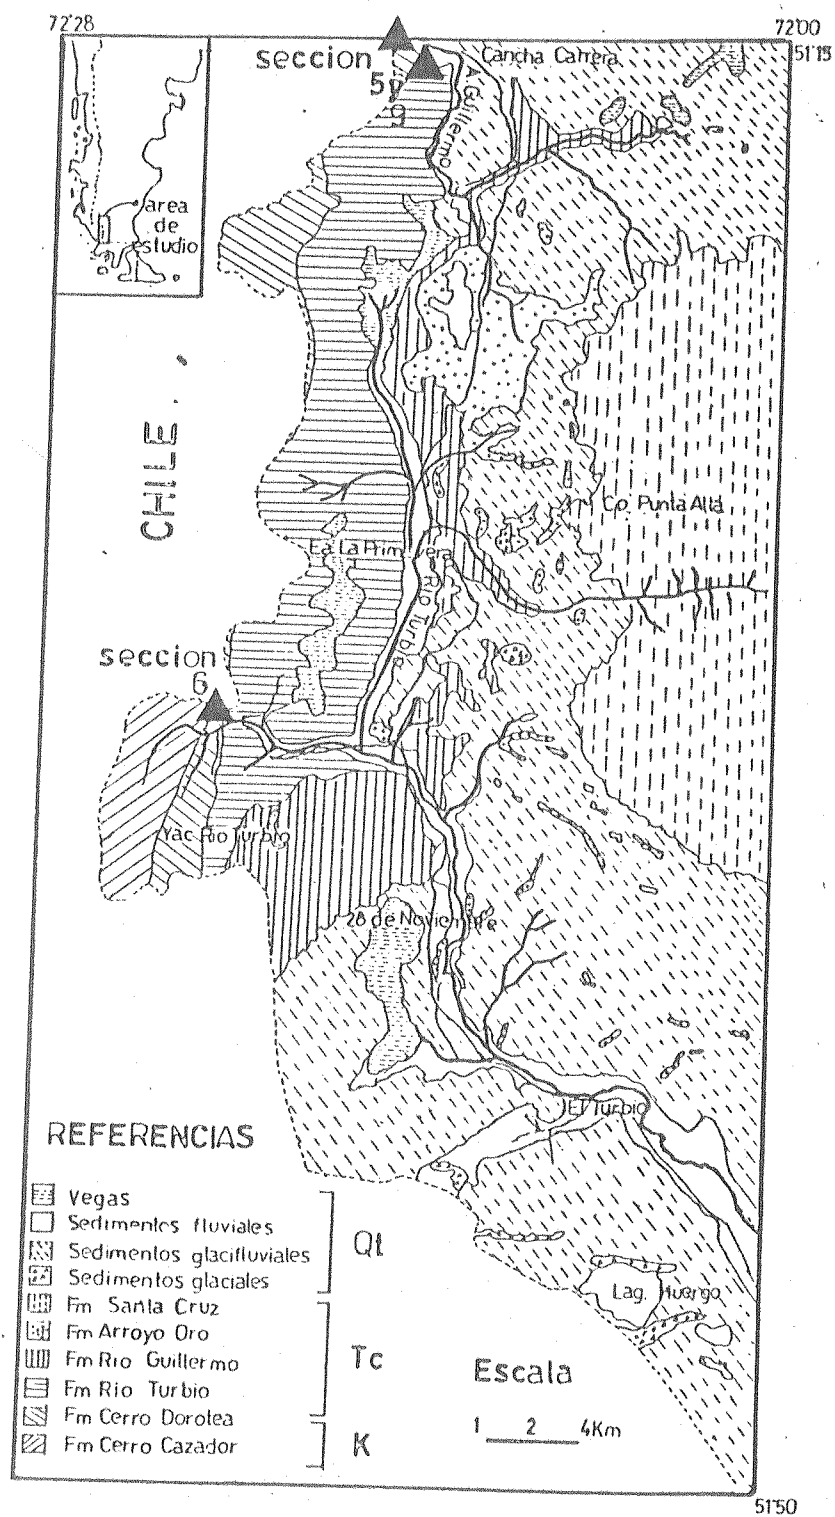 72°28
72°00
51°15
seccion
5
9
Cancha Carrera
A Guillermo
area
de
estudio
CHILE
Co. Punta Alta
Ea La Primavera
Rio Turbio
seccion
6
Yac Rio Turbio
28 de Noviembre
El Turbio
Lag. Huergo
REFERENCIAS
Vegas
Sedimentos fluviales
Sedimentos glacifluviales
Sedimentos glaciales
Qt
Fm Santa Cruz
Fm Arroyo Oro
Fm Rio Guillermo
Fm Rio Turbio
Fm Cerro Dorotea
Tc
Fm Cerro Cazador
K
Escala
1 2 4Km
51°50